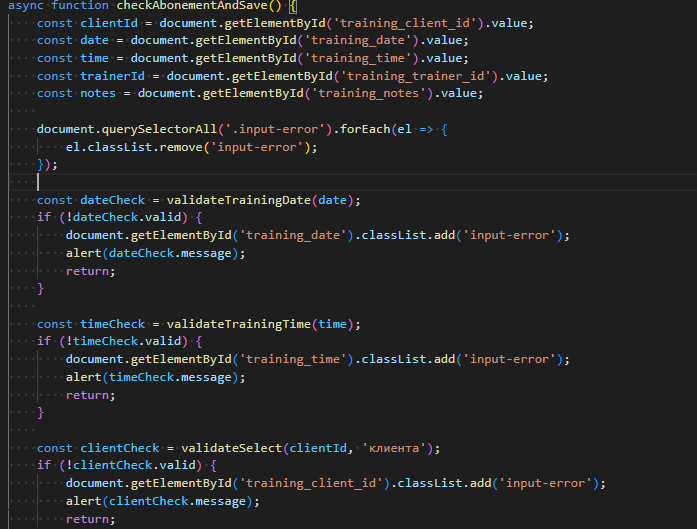 async function checkAbonementAndSave() {
    const clientId = document.getElementById('training_client_id').value;
    const date = document.getElementById('training_date').value;
    const time = document.getElementById('training_time').value;
    const trainerId = document.getElementById('training_trainer_id').value;
    const notes = document.getElementById('training_notes').value;

    document.querySelectorAll('.input-error').forEach(el => {
        el.classList.remove('input-error');
    });

    const dateCheck = validateTrainingDate(date);
    if (!dateCheck.valid) {
        document.getElementById('training_date').classList.add('input-error');
        alert(dateCheck.message);
        return;
    }

    const timeCheck = validateTrainingTime(time);
    if (!timeCheck.valid) {
        document.getElementById('training_time').classList.add('input-error');
        alert(timeCheck.message);
        return;
    }

    const clientCheck = validateSelect(clientId, 'клиента');
    if (!clientCheck.valid) {
        document.getElementById('training_client_id').classList.add('input-error');
        alert(clientCheck.message);
        return;